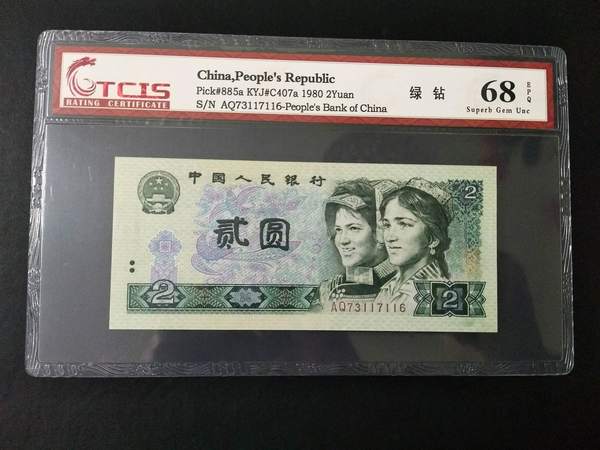 TCIS
RATING CERTIFICATE
China,People's Republic
Pick#885a KYJ#C407a 1980 2Yuan
S/N AQ73117116-People's Bank of China
绿 钻
68 EPQ
Superb Gem Unc
中国人民银行
2
贰圆
2
2
AQ73117116